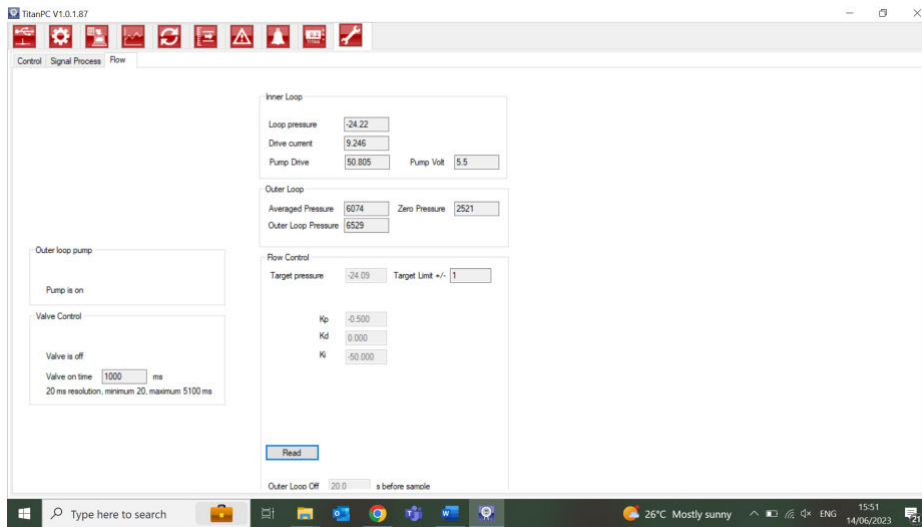 TitanPC V1.0.1.87
Control Signal Process Flow
Inner Loop
Loop pressure -24.22
Drive current 9.246
Pump Drive 50.805 Pump Volt 5.5
Outer Loop
Averaged Pressure 6074 Zero Pressure 2521
Outer Loop Pressure 6529
Outer loop pump
Pump is on
Valve Control
Valve is off
Valve on time 1000 ms
20 ms resolution, minimum 20, maximum 5100 ms
Flow Control
Target pressure -24.09 Target Limit +/- 1
Kp -0.500
Kd 0.000
Ki -50.000
Read
Outer Loop Off 20.0 s before sample
Type here to search
26°C Mostly sunny
ENG
15:51
14/06/2023
21